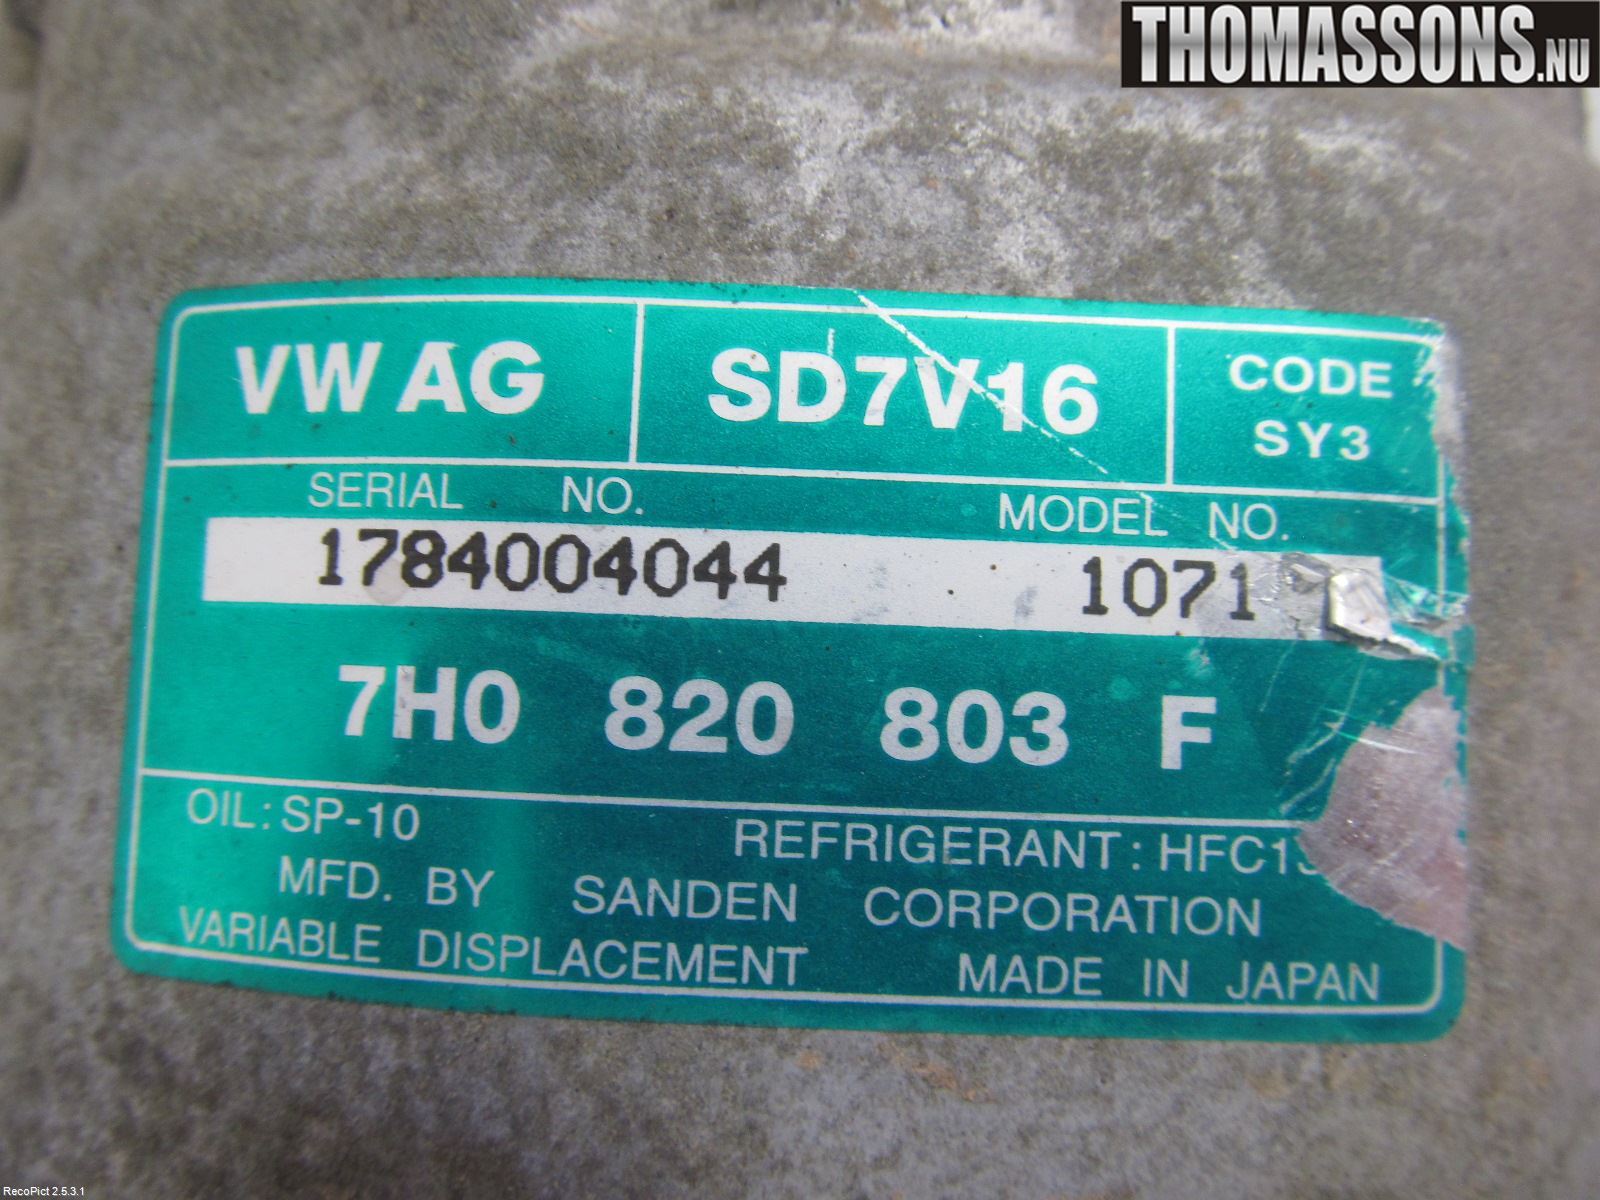 THOMASSONS.NU
VW AG SD7V16 CODE SY3
SERIAL NO. MODEL NO.
1784004044 1071
7H0 820 803 F
OIL: SP-10
REFRIGERANT:
MFD. BY SANDEN CORPORATION
VARIABLE DISPLACEMENT MADE IN JAPAN
RecoPict 2.5.3.1